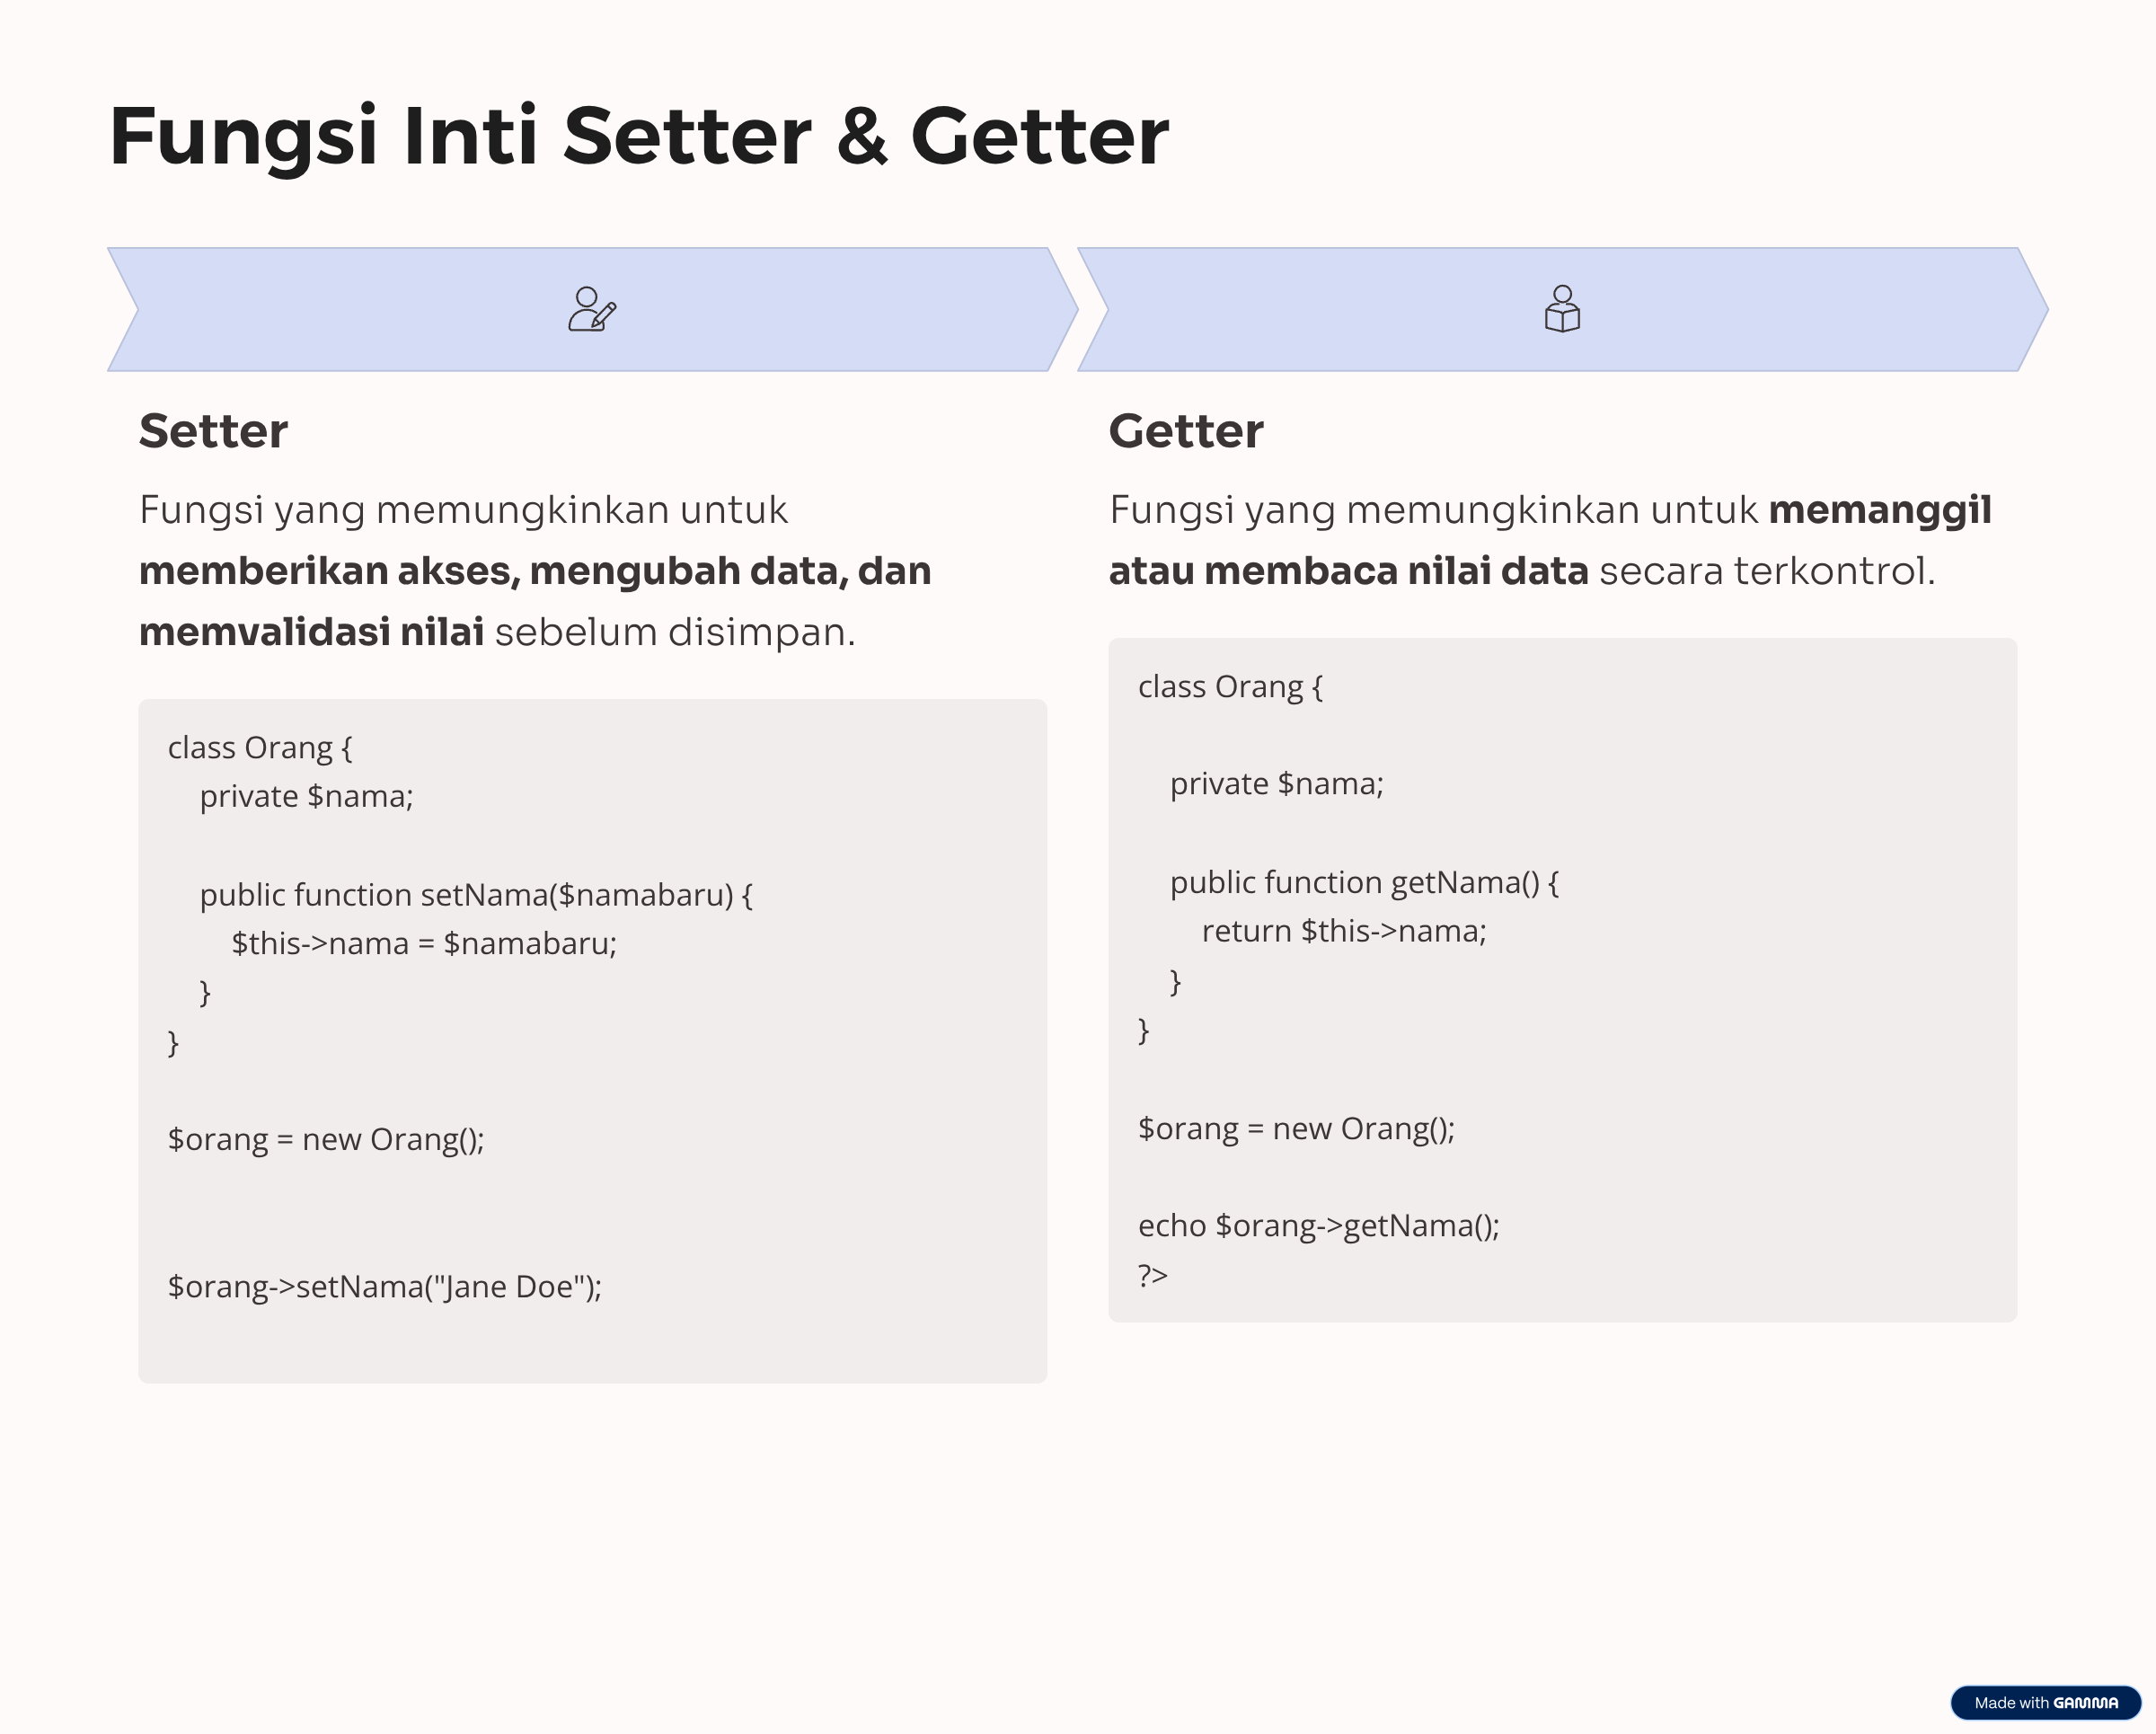 Fungsi Inti Setter & Getter
Setter
Fungsi yang memungkinkan untuk
memberikan akses, mengubah data, dan
memvalidasi nilai sebelum disimpan.
class Orang {
    private $nama;
    public function setNama($namabaru) {
        $this->nama = $namabaru;
    }
}
$orang = new Orang();
$orang->setNama("Jane Doe");
Getter
Fungsi yang memungkinkan untuk memanggil
atau membaca nilai data secara terkontrol.
class Orang {
    private $nama;
    public function getNama() {
        return $this->nama;
    }
}
$orang = new Orang();
echo $orang->getNama();
?>
Made with GAMMA